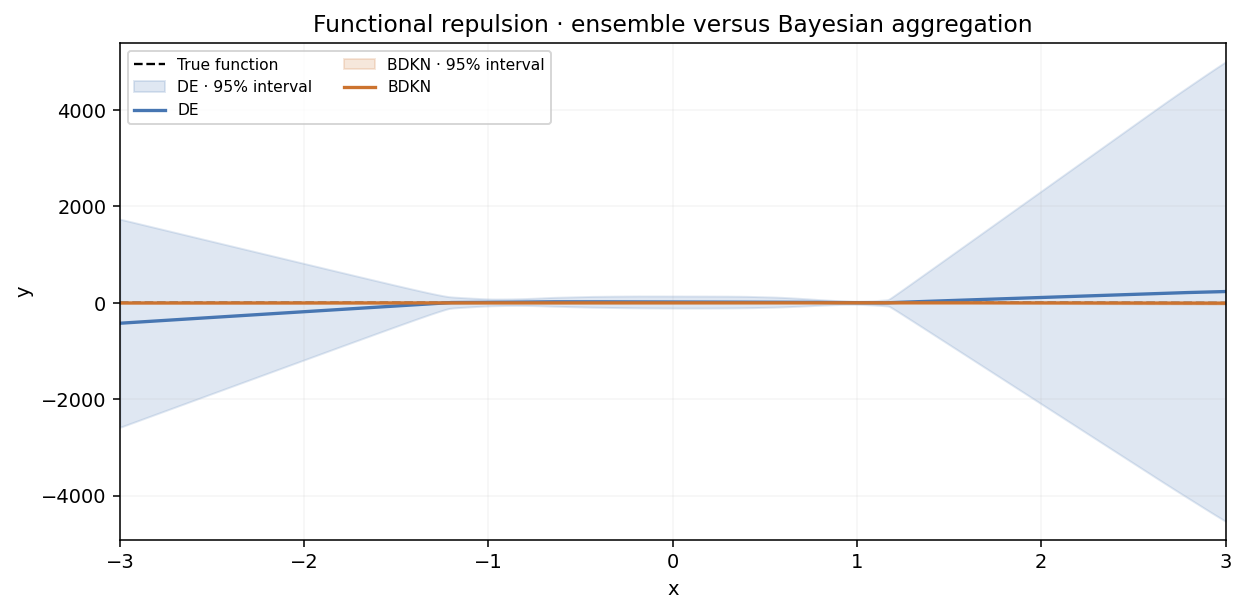 Functional repulsion · ensemble versus Bayesian aggregation
True function
DE · 95% interval
DE
BDKN · 95% interval
BDKN
4000
2000
0
−2000
−4000
y
−3
−2
−1
0
1
2
3
x